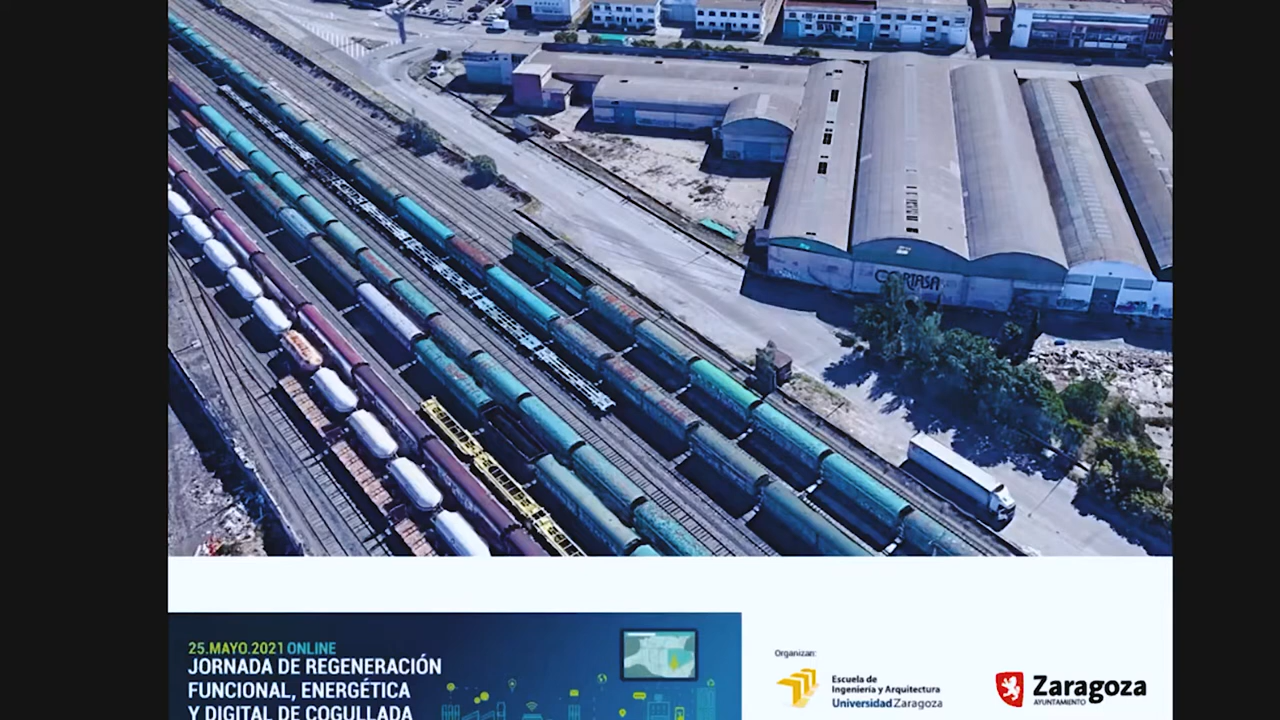 25.MAYO.2021 ONLINE
JORNADA DE REGENERACIÓN
FUNCIONAL, ENERGÉTICA
Y DIGITAL DE COGULLADA
Organizan:
Escuela de
Ingeniería y Arquitectura
Universidad Zaragoza
Zaragoza
AYUNTAMIENTO